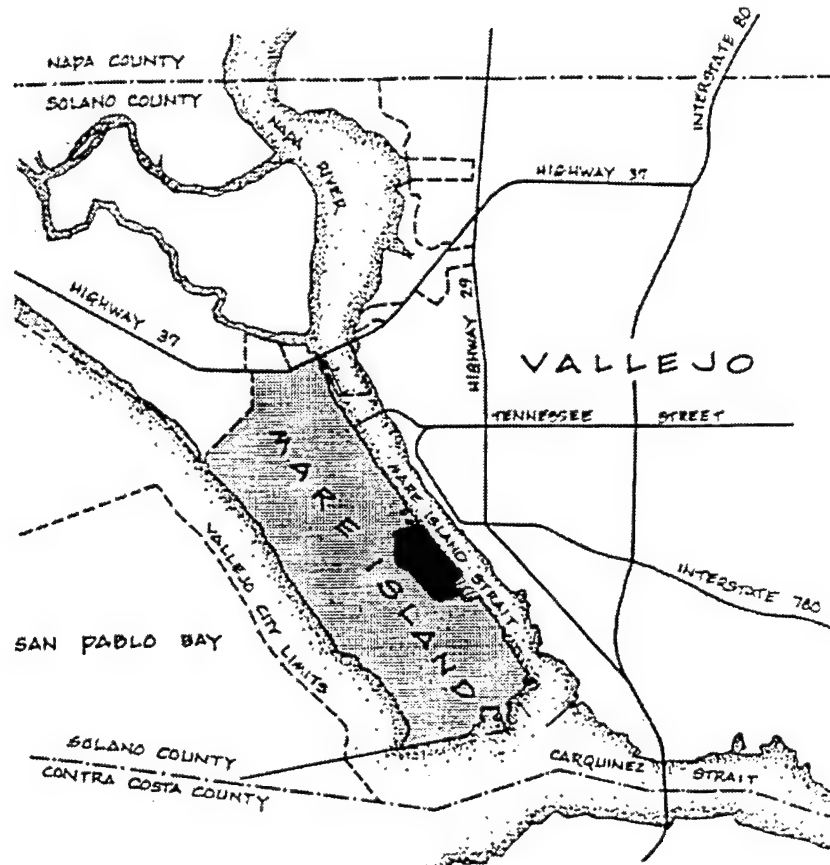 NAPA COUNTY
SOLANO COUNTY
INTERSTATE 80
NAPA RIVER
HIGHWAY 37
HIGHWAY 37
HIGHWAY 29
VALLEJO
TENNESSEE STREET
MARE ISLAND
MARE ISLAND STRAIT
INTERSTATE 780
VALLEJO CITY LIMITS
SAN PABLO BAY
SOLANO COUNTY
CONTRA COSTA COUNTY
CARQUINEZ STRAIT